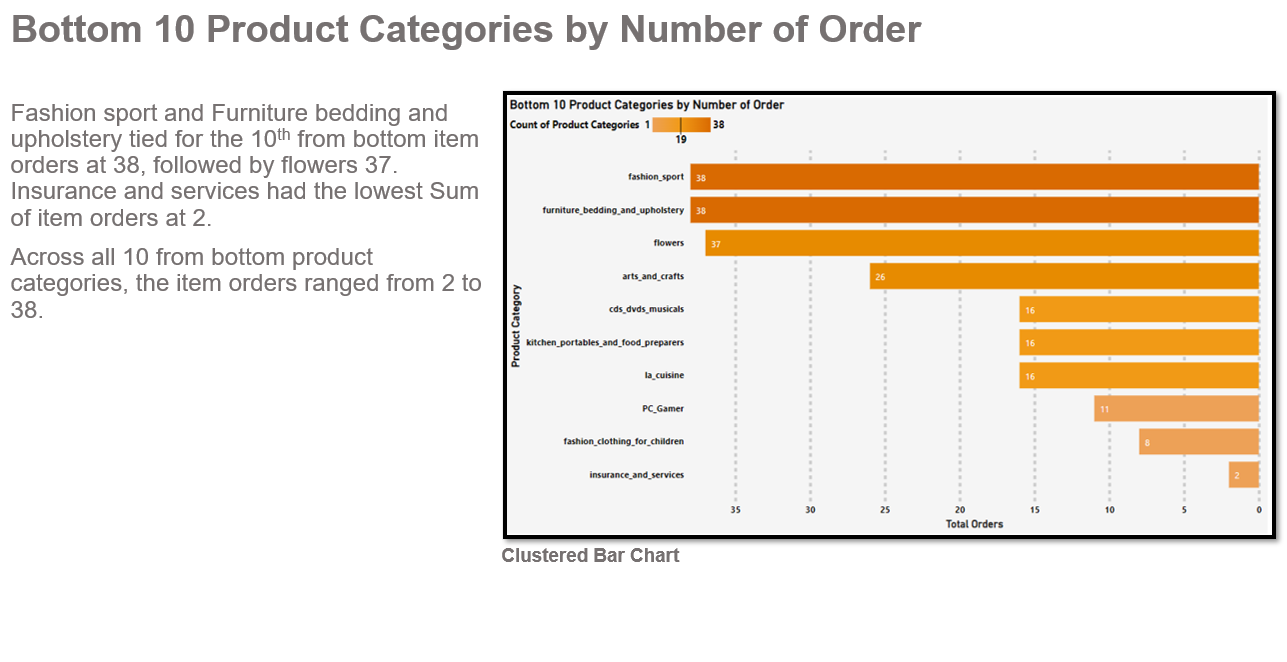 Bottom 10 Product Categories by Number of Order
Fashion sport and Furniture bedding and
upholstery tied for the 10th from bottom item
orders at 38, followed by flowers 37.
Insurance and services had the lowest Sum
of item orders at 2.
Across all 10 from bottom product
categories, the item orders ranged from 2 to
38.
Bottom 10 Product Categories by Number of Order
Count of Product Categories 1 38
19
Product Category
fashion_sport 38
furniture_bedding_and_upholstery 38
flowers 37
arts_and_crafts 26
cds_dvds_musicals 16
kitchen_portables_and_food_preparers 16
la_cuisine 16
PC_Gamer 11
fashion_clothing_for_children 8
insurance_and_services 2
35 30 25 20 15 10 5 0
Total Orders
Clustered Bar Chart